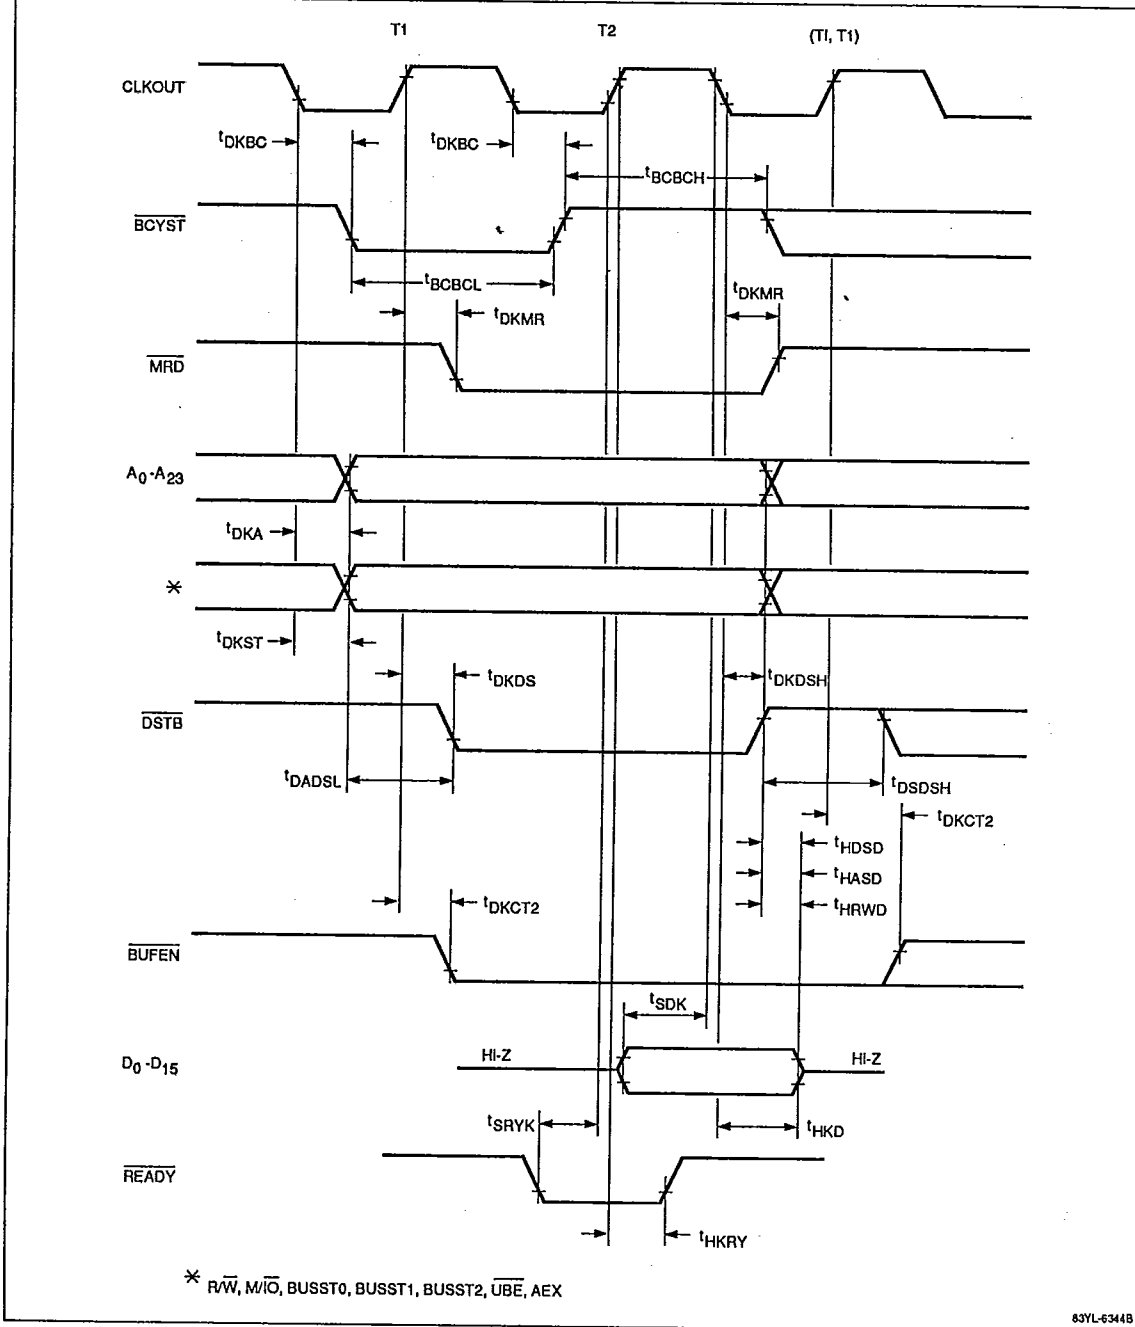 T1
T2
(TI, T1)
CLKOUT
tDKBC
tDKBC
tBCBCH
BCYST
tBCBCL
tDKMR
tDKMR
MRD
A0-A23
tDKA
*
tDKST
tDKDS
tDKDSH
DSTB
tDADSL
tDSDSH
tDKCT2
tHDSD
tHASD
tHRWD
tDKCT2
BUFEN
tSDK
D0-D15
HI-Z
HI-Z
tSRYK
tHKD
READY
tHKRY
* R/W, M/IO, BUSST0, BUSST1, BUSST2, UBE, AEX
83YL-6344B